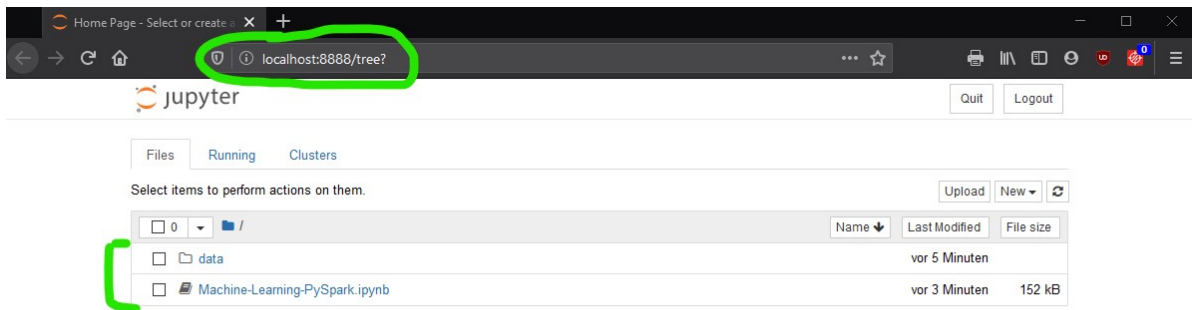 Home Page - Select or create a
localhost:8888/tree?
UD
0
jupyter
Quit
Logout
Files
Running
Clusters
Select items to perform actions on them.
Upload
New
0
/
Name
Last Modified
File size
data
vor 5 Minuten
Machine-Learning-PySpark.ipynb
vor 3 Minuten
152 kB